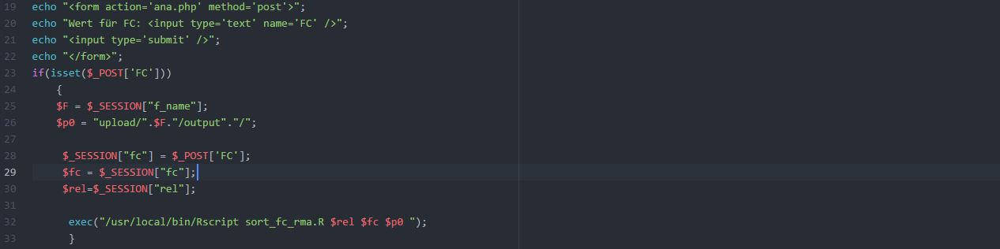 19 echo "<form action='ana.php' method='post'>";
20 echo "Wert für FC: <input type='text' name='FC' />";
21 echo "<input type='submit' />";
22 echo "</form>";
23 if(isset($_POST['FC']))
24 {
25 $F = $_SESSION["f_name"];
26 $p0 = "upload/".$F."/output"."/";
27
28 $_SESSION["fc"] = $_POST['FC'];
29 $fc = $_SESSION["fc"];
30 $rel=$_SESSION["rel"];
31
32 exec("/usr/local/bin/Rscript sort_fc_rma.R $rel $fc $p0 ");
33 }